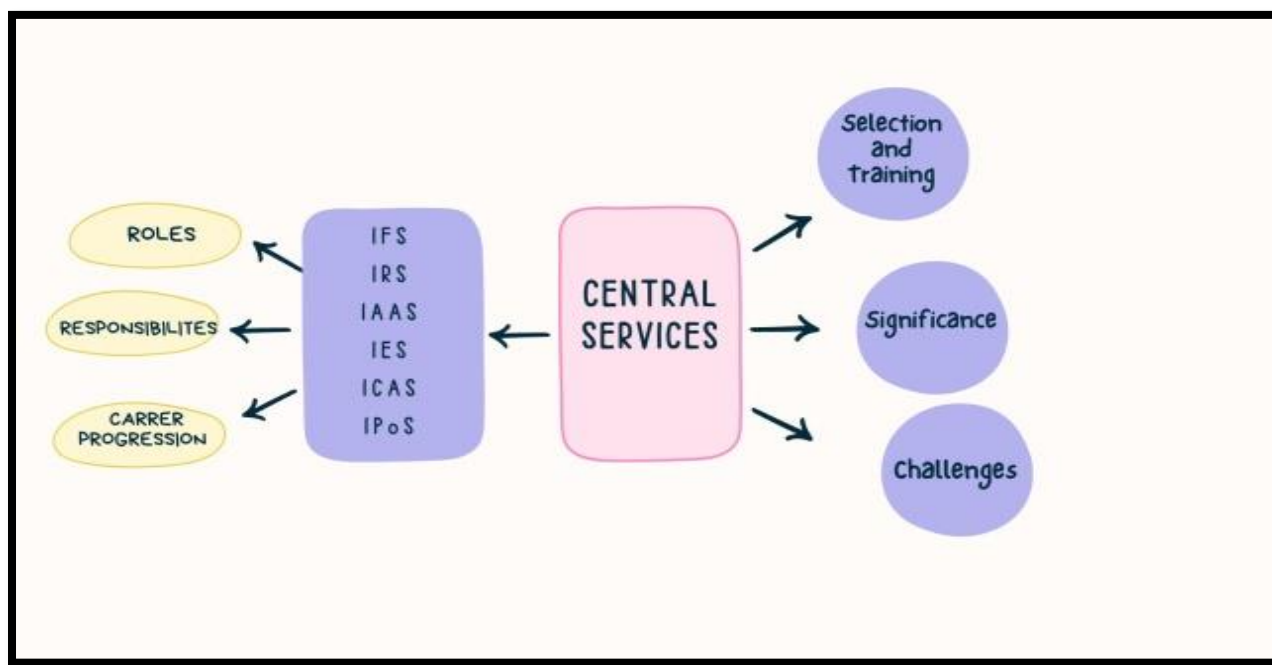 ROLES
RESPONSIBILITES
CARRER
PROGRESSION
IFS
IRS
IAAS
IES
ICAS
IPoS
CENTRAL
SERVICES
Selection
and
training
Significance
Challenges